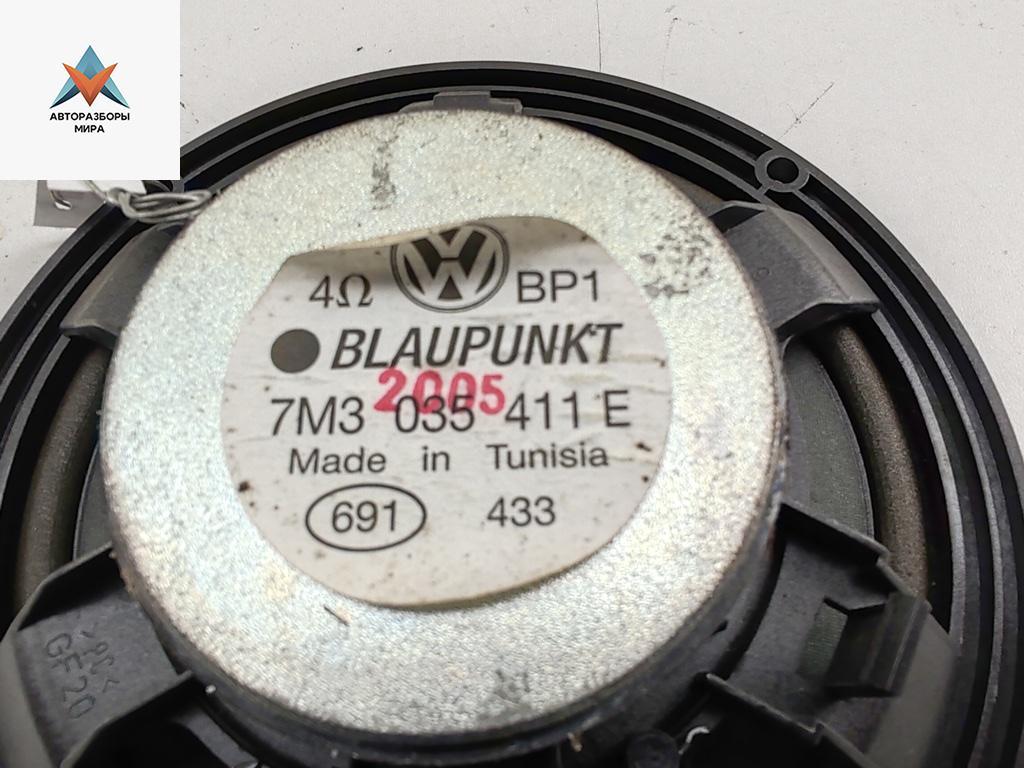 АВТОРАЗБОРЫ
МИРА
4Ω BP1
BLAUPUNKT
2005
7M3 035 411 E
Made in Tunisia
691 433
GF20